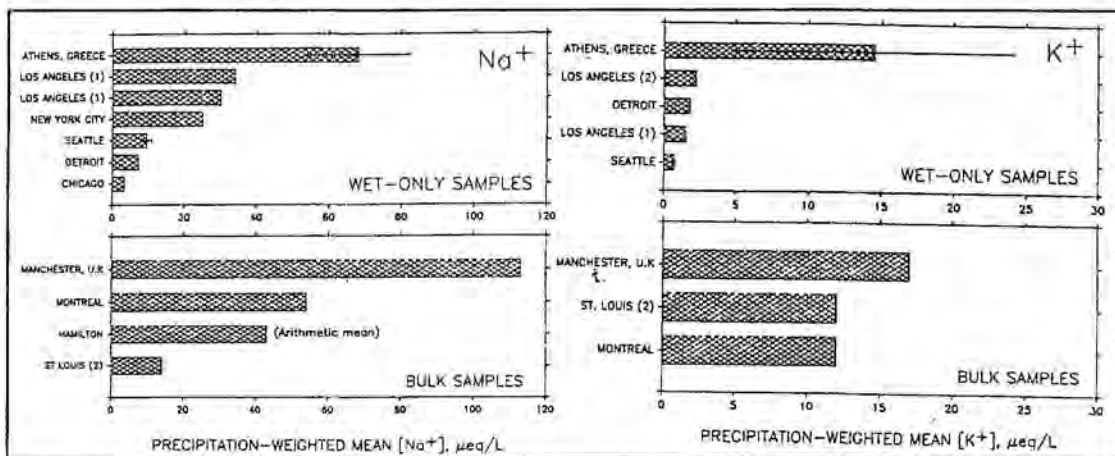 Na+
ATHENS, GREECE
LOS ANGELES (1)
LOS ANGELES (1)
NEW YORK CITY
SEATTLE
DETROIT
CHICAGO
WET-ONLY SAMPLES
0 20 40 60 80 100 120
MANCHESTER, U.K
MONTREAL
HAMILTON (Arithmetic mean)
ST LOUIS (2)
BULK SAMPLES
0 20 40 60 80 100 120
PRECIPITATION-WEIGHTED MEAN [Na+], µeq/L
K+
ATHENS, GREECE
LOS ANGELES (2)
DETROIT
LOS ANGELES (1)
SEATTLE
WET-ONLY SAMPLES
0 5 10 15 20 25 30
MANCHESTER, U.K
ST. LOUIS (2)
MONTREAL
BULK SAMPLES
0 5 10 15 20 25 30
PRECIPITATION-WEIGHTED MEAN [K+], µeq/L